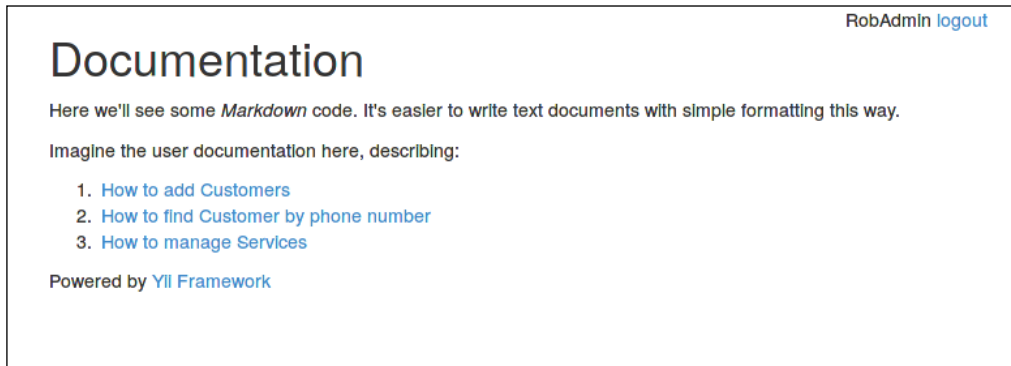 RobAdmin logout
Documentation
Here we'll see some Markdown code. It's easier to write text documents with simple formatting this way.
Imagine the user documentation here, describing:
1. How to add Customers
2. How to find Customer by phone number
3. How to manage Services
Powered by Yii Framework